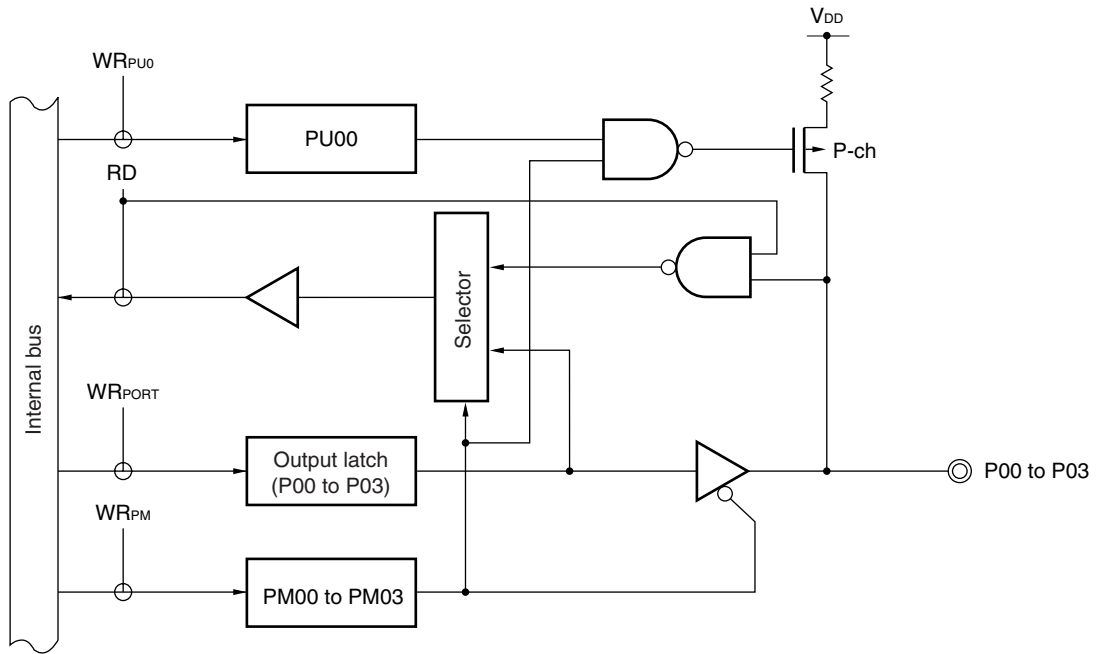 VDD
WRPU0
PU00
P-ch
RD
Selector
Internal bus
WRPORT
Output latch
(P00 to P03)
P00 to P03
WRPM
PM00 to PM03